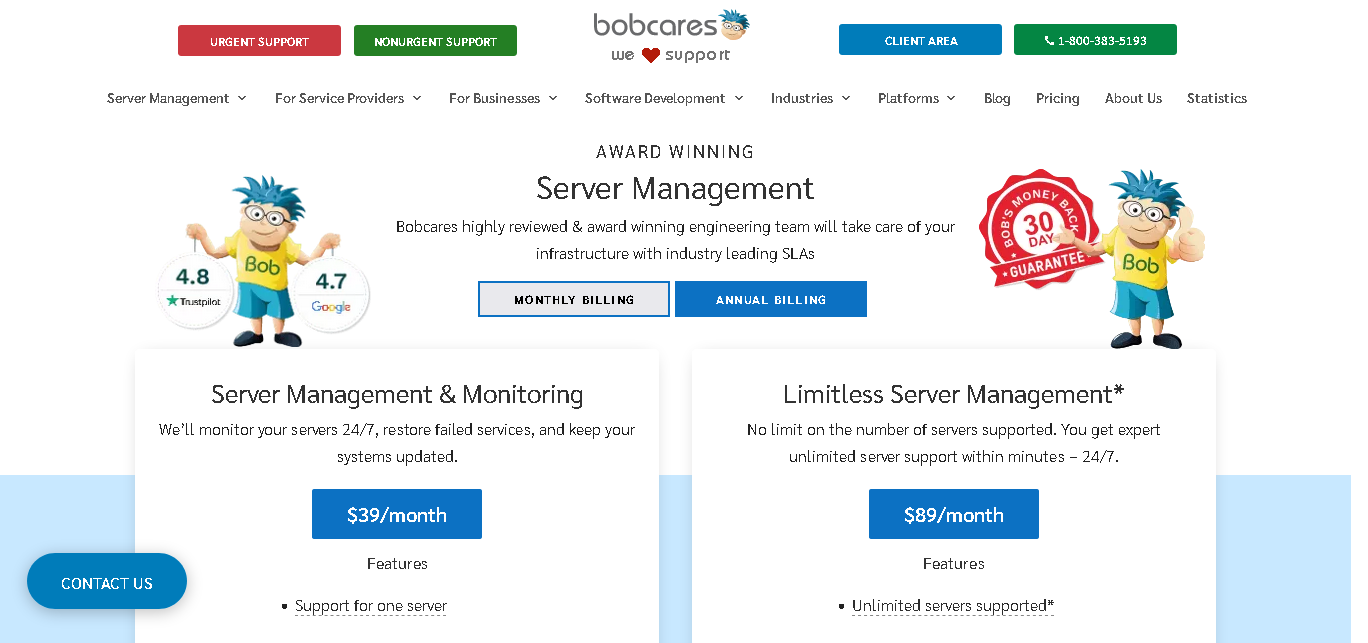 URGENT SUPPORT
NONURGENT SUPPORT
bobcares
we support
CLIENT AREA
1-800-383-5193
Server Management
For Service Providers
For Businesses
Software Development
Industries
Platforms
Blog
Pricing
About Us
Statistics
AWARD WINNING
Server Management
Bobcares highly reviewed & award winning engineering team will take care of your
infrastructure with industry leading SLAs
MONTHLY BILLING
ANNUAL BILLING
Bob
4.8
Trustpilot
4.7
Google
BOB'S MONEY BACK
30
DAY
GUARANTEE
Bob
Server Management & Monitoring
We'll monitor your servers 24/7, restore failed services, and keep your
systems updated.
$39/month
Features
Support for one server
Limitless Server Management*
No limit on the number of servers supported. You get expert
unlimited server support within minutes – 24/7.
$89/month
Features
Unlimited servers supported*
CONTACT US